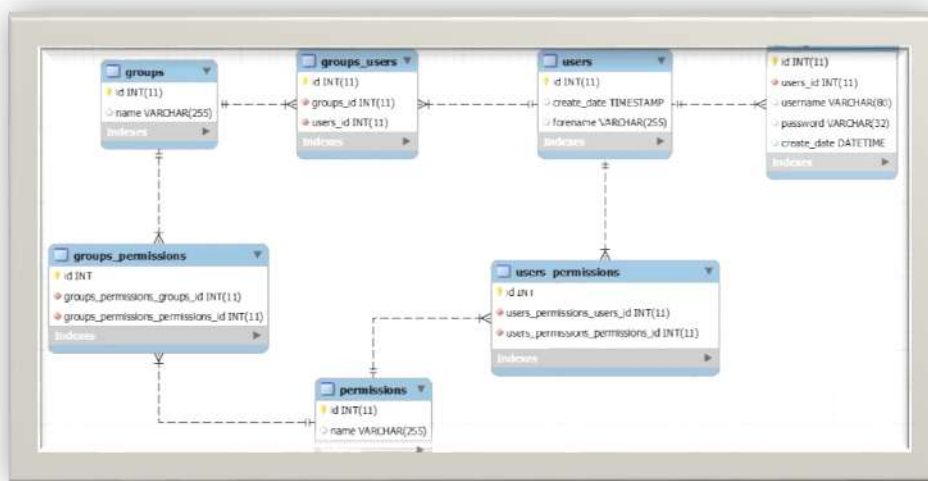 groups
id INT(11)
name VARCHAR(255)
Indexes
groups_users
id INT(11)
groups_id INT(11)
users_id INT(11)
Indexes
users
id INT(11)
create_date TIMESTAMP
forename VARCHAR(255)
Indexes
id INT(11)
users_id INT(11)
username VARCHAR(80)
password VARCHAR(32)
create_date DATETIME
Indexes
groups_permissions
id INT
groups_permissions_groups_id INT(11)
groups_permissions_permissions_id INT(11)
Indexes
users_permissions
id INT
users_permissions_users_id INT(11)
users_permissions_permissions_id INT(11)
Indexes
permissions
id INT(11)
name VARCHAR(255)